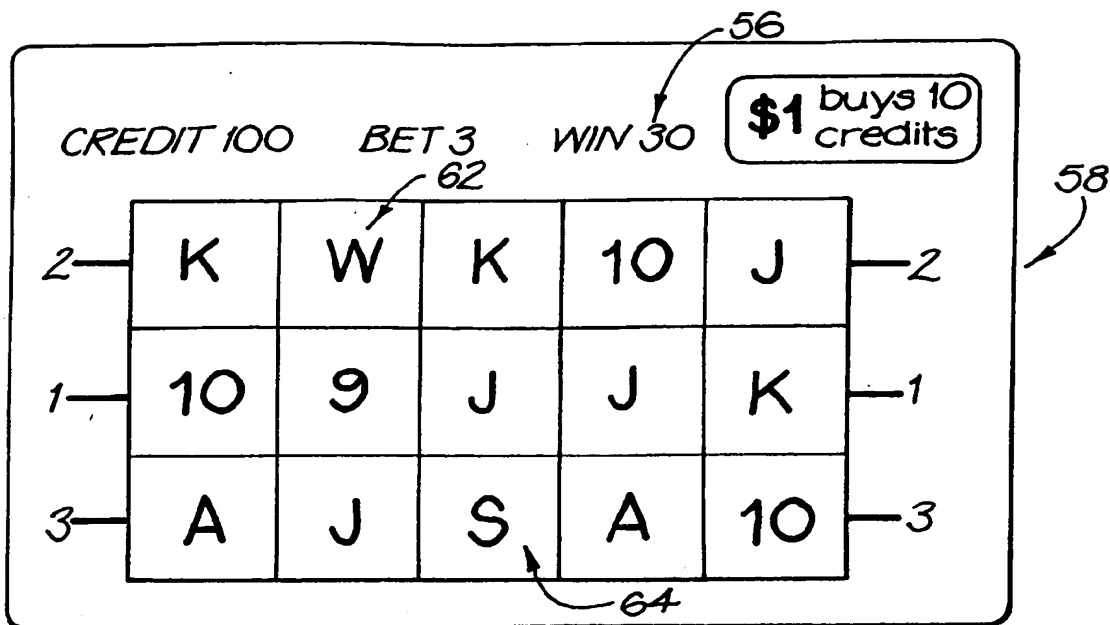 56
$1 buys 10 credits
CREDIT 100 BET 3 WIN 30
62
58
2 K W K 10 J 2
1 10 9 J J K 1
3 A J S A 10 3
64